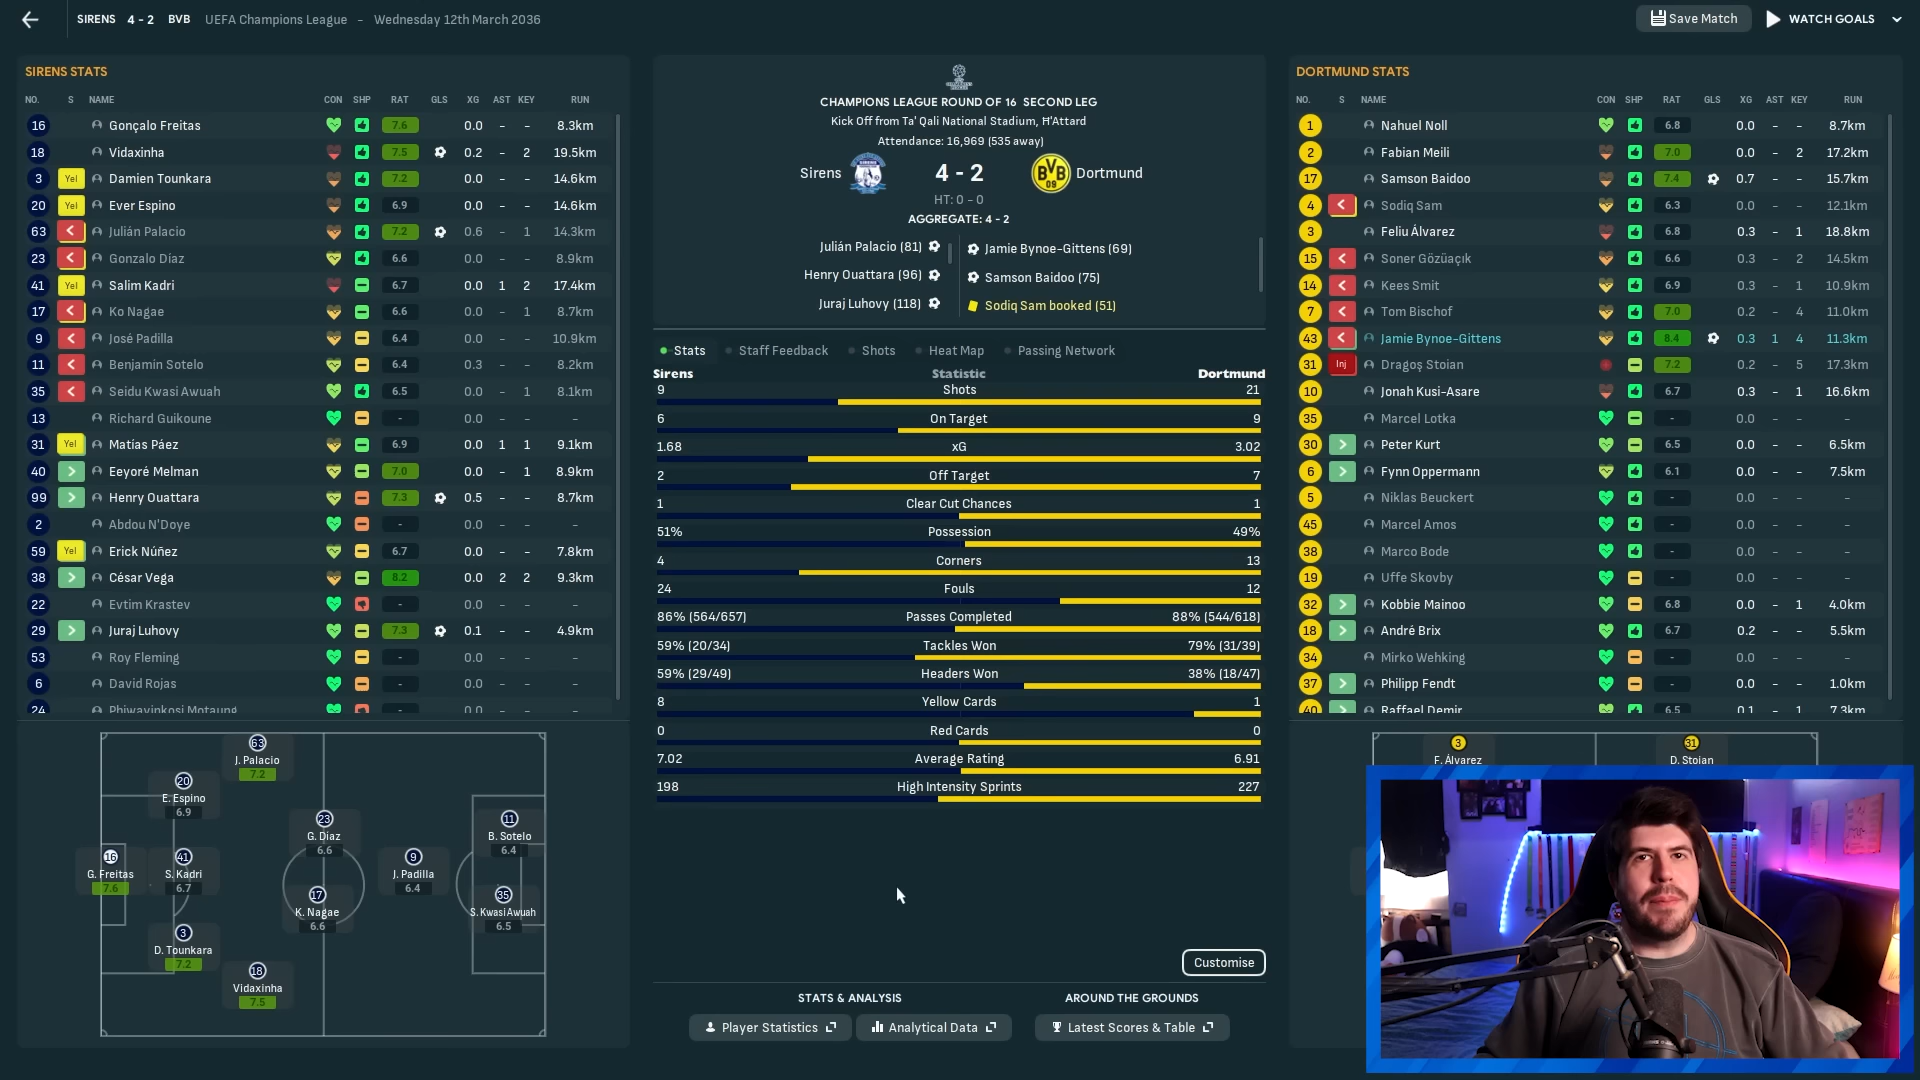 SIRENS 4 - 2 BVB UEFA Champions League - Wednesday 12th March 2036
Save Match WATCH GOALS
SIRENS STATS
NO. S NAME CON SHP RAT GLS XG AST KEY RUN
16 Gonçalo Freitas 7.6 0.0 - - 8.3km
18 Vidaxinha 7.5 0.2 - 2 19.5km
3 Yel Damien Tounkara 7.2 0.0 - - 14.6km
20 Yel Ever Espino 6.9 0.0 - - 14.6km
63 Julián Palacio 7.2 0.6 - 1 14.3km
23 Gonzalo Díaz 6.6 0.0 - - 8.9km
41 Yel Salim Kadri 6.7 0.0 1 2 17.4km
17 Ko Nagae 6.6 0.0 - 1 8.7km
9 José Padilla 6.4 0.0 - - 10.9km
11 Benjamin Sotelo 6.4 0.3 - - 8.2km
35 Seidu Kwasi Awuah 6.5 0.0 - 1 8.1km
13 Richard Guikoune - 0.0 - - -
31 Yel Matías Páez 6.9 0.0 1 1 9.1km
40 Eeyoré Melman 7.0 0.0 - 1 8.9km
99 Henry Ouattara 7.3 0.5 - - 8.7km
2 Abdou N'Doye - 0.0 - - -
59 Yel Erick Núñez 6.7 0.0 - - 7.8km
38 César Vega 8.2 0.0 2 2 9.3km
22 Evtim Krastev - 0.0 - - -
29 Juraj Luhovy 7.3 0.1 - - 4.9km
53 Roy Fleming - 0.0 - - -
6 David Rojas - 0.0 - - -
24 Phiwayinkosi Motaung - 0.0 - - -
63
J. Palacio
7.2
20
E. Espino
6.9
23
G. Díaz
6.6
11
B. Sotelo
6.4
16
G. Freitas
7.6
41
S. Kadri
6.7
9
J. Padilla
6.4
17
K. Nagae
6.6
35
S. Kwasi Awuah
6.5
3
D. Tounkara
7.2
18
Vidaxinha
7.5
CHAMPIONS LEAGUE ROUND OF 16 SECOND LEG
Kick Off from Ta' Qali National Stadium, H'Attard
Attendance: 16,969 (535 away)
Sirens 4 - 2 BVB 09 Dortmund
HT: 0 - 0
AGGREGATE: 4 - 2
Julián Palacio (81) Jamie Bynoe-Gittens (69)
Henry Ouattara (96) Samson Baidoo (75)
Juraj Luhovy (118) Sodiq Sam booked (51)
Stats Staff Feedback Shots Heat Map Passing Network
Sirens Statistic Dortmund
9 Shots 21
6 On Target 9
1.68 xG 3.02
2 Off Target 7
1 Clear Cut Chances 1
51% Possession 49%
4 Corners 13
24 Fouls 12
86% (564/657) Passes Completed 88% (544/618)
59% (20/34) Tackles Won 79% (31/39)
59% (29/49) Headers Won 38% (18/47)
8 Yellow Cards 1
0 Red Cards 0
7.02 Average Rating 6.91
198 High Intensity Sprints 227
Customise
STATS & ANALYSIS AROUND THE GROUNDS
Player Statistics Analytical Data Latest Scores & Table
DORTMUND STATS
NO. S NAME CON SHP RAT GLS XG AST KEY RUN
1 Nahuel Noll 6.8 0.0 - - 8.7km
2 Fabian Meili 7.0 0.0 - 2 17.2km
17 Samson Baidoo 7.4 0.7 - - 15.7km
4 Sodiq Sam 6.3 0.0 - - 12.1km
3 Feliu Álvarez 6.8 0.3 - 1 18.8km
15 Soner Gözüaçık 6.6 0.3 - 2 14.5km
14 Kees Smit 6.9 0.3 - 1 10.9km
7 Tom Bischof 7.0 0.2 - 4 11.0km
43 Jamie Bynoe-Gittens 8.4 0.3 1 4 11.3km
31 Inj Dragoş Stoian 7.2 0.2 - 5 17.3km
10 Jonah Kusi-Asare 6.7 0.3 - 1 16.6km
35 Marcel Lotka - 0.0 - - -
30 Peter Kurt 6.5 0.0 - - 6.5km
6 Fynn Oppermann 6.1 0.0 - - 7.5km
5 Niklas Beuckert - 0.0 - - -
45 Marcel Amos - 0.0 - - -
38 Marco Bode - 0.0 - - -
19 Uffe Skovby - 0.0 - - -
32 Kobbie Mainoo 6.8 0.0 - 1 4.0km
18 André Brix 6.7 0.2 - - 5.5km
34 Mirko Wehking - 0.0 - - -
37 Philipp Fendt - 0.0 - - 1.0km
40 Raffael Demir 6.5 0.1 - 1 7.3km
3 31
F. Álvarez D. Stoian